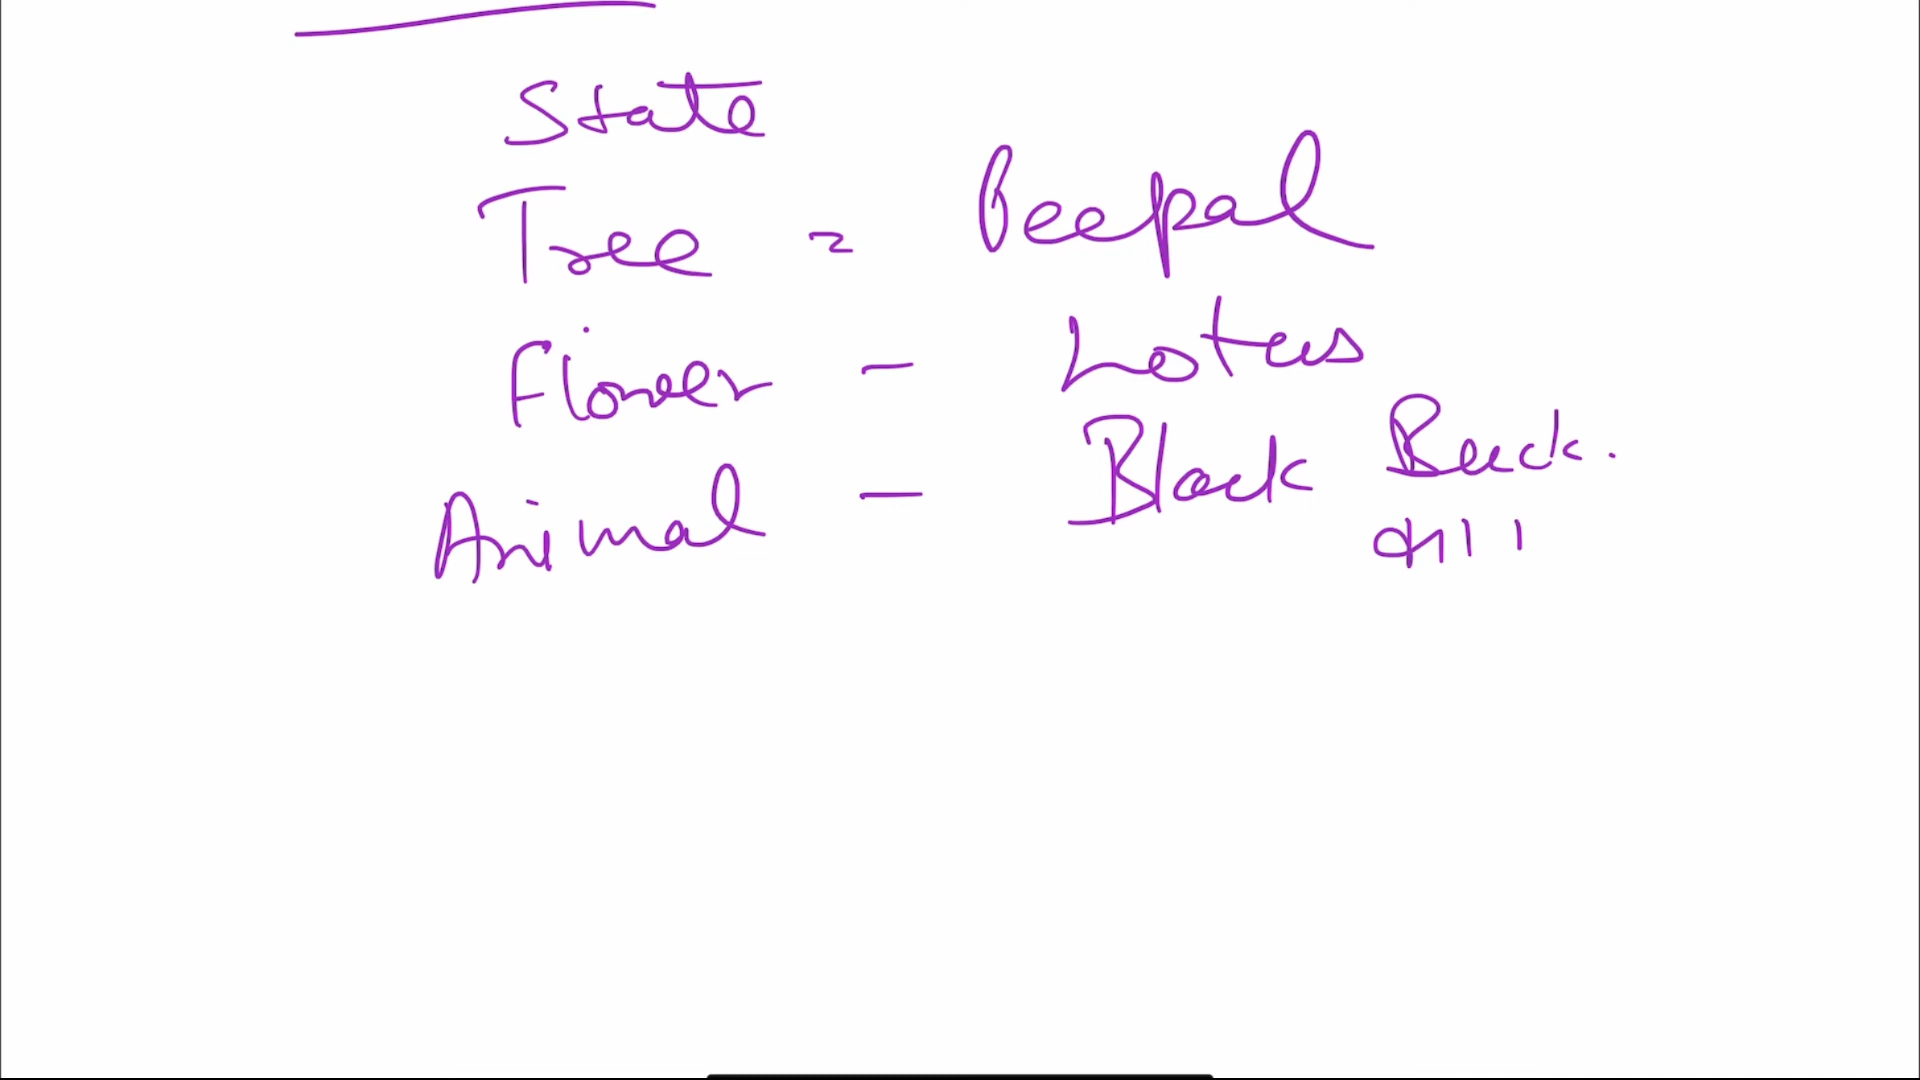 State
Tree = Peepal
Flower - Lotus
Animal - Black Buck.